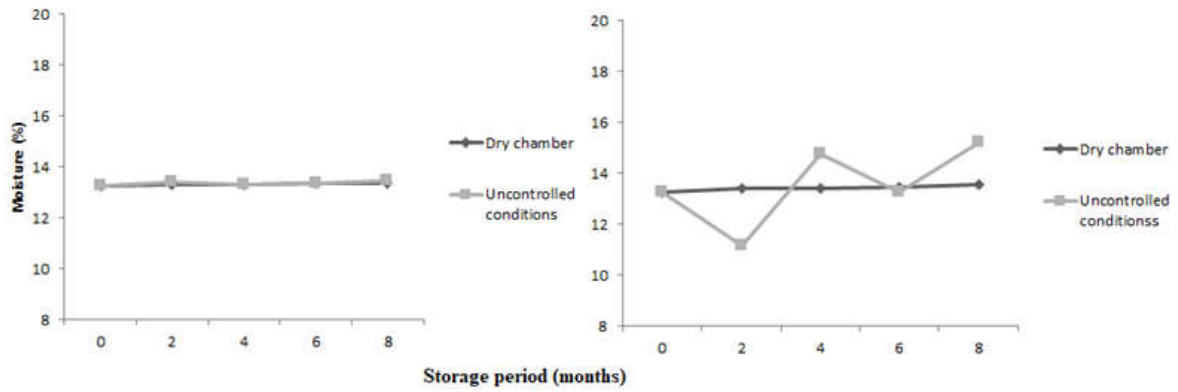 20
18
16
14
12
10
8
Moisture (%)
0 2 4 6 8
Dry chamber
Uncontrolled
conditions
20
18
16
14
12
10
8
0 2 4 6 8
Dry chamber
Uncontrolled
conditionss
Storage period (months)